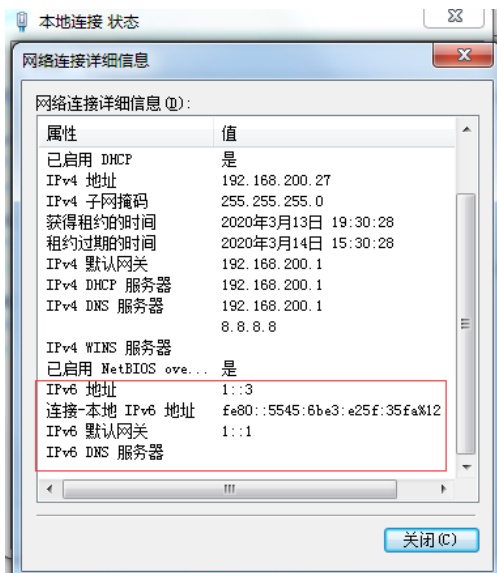 本地连接 状态
网络连接详细信息
网络连接详细信息(D):
属性 值
已启用 DHCP 是
IPv4 地址 192.168.200.27
IPv4 子网掩码 255.255.255.0
获得租约的时间 2020年3月13日 19:30:28
租约过期的时间 2020年3月14日 15:30:28
IPv4 默认网关 192.168.200.1
IPv4 DHCP 服务器 192.168.200.1
IPv4 DNS 服务器 192.168.200.1
8.8.8.8
IPv4 WINS 服务器
已启用 NetBIOS ove... 是
IPv6 地址 1::3
连接-本地 IPv6 地址 fe80::5545:6be3:e25f:35fa%12
IPv6 默认网关 1::1
IPv6 DNS 服务器
关闭(C)